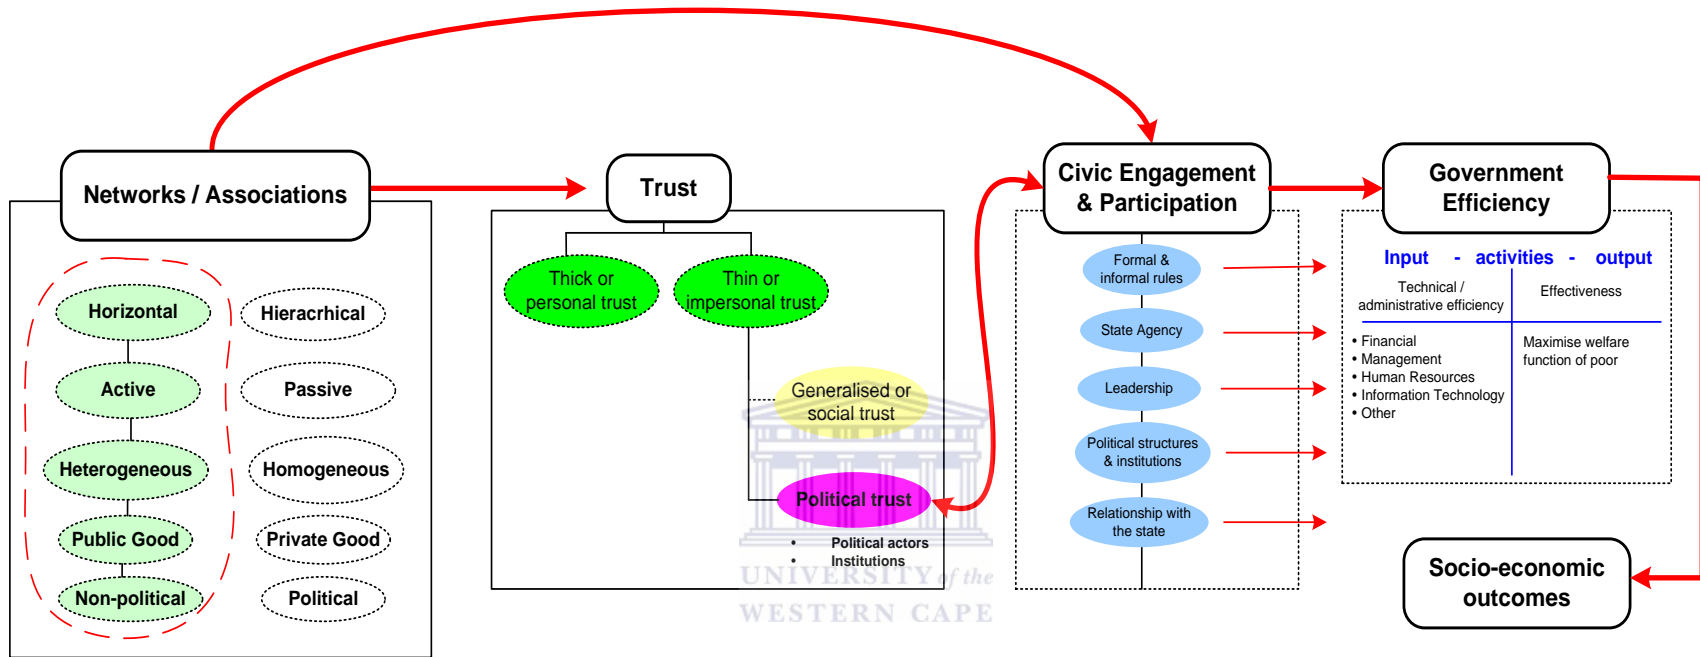 Networks / Associations
Horizontal
Hieracrhical
Active
Passive
Heterogeneous
Homogeneous
Public Good
Private Good
Non-political
Political
Trust
Thick or
personal trust
Thin or
impersonal trust
Generalised or
social trust
Political trust
• Political actors
• Institutions
UNIVERSITY of the
WESTERN CAPE
Civic Engagement
& Participation
Formal &
informal rules
State Agency
Leadership
Political structures
& institutions
Relationship with
the state
Government
Efficiency
Input - activities - output
Technical /
administrative efficiency
Effectiveness
• Financial
• Management
• Human Resources
• Information Technology
• Other
Maximise welfare
function of poor
Socio-economic
outcomes